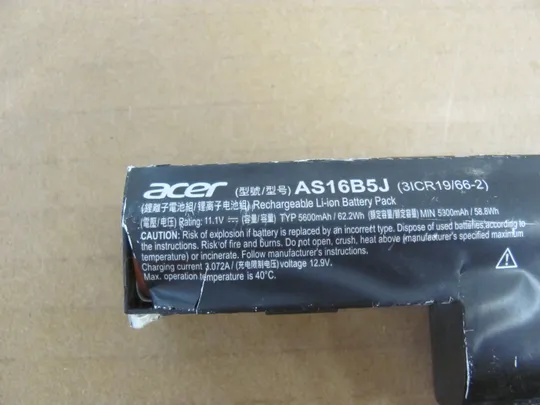 acer (型號/型号) AS16B5J (3ICR19/66-2)
(鋰離子電池組/锂离子电池组) Rechargeable Li-ion Battery Pack
(電壓/电压) Rating: 11.1V ⎓ (容量/容量) TYP 5600mAh / 62.2Wh (額定容量/额定容量) MIN 5300mAh / 58.8Wh
CAUTION: Risk of explosion if battery is replaced by an incorrect type. Dispose of used batteries according to
the instructions. Risk of fire and burns. Do not open, crush, heat above (manufacturer's specified maximum
temperature) or incinerate. Follow manufacturer's instructions.
Charging current 3.072A / (充电限制电压) voltage 12.9V.
Max. operation temperature is 40°C.